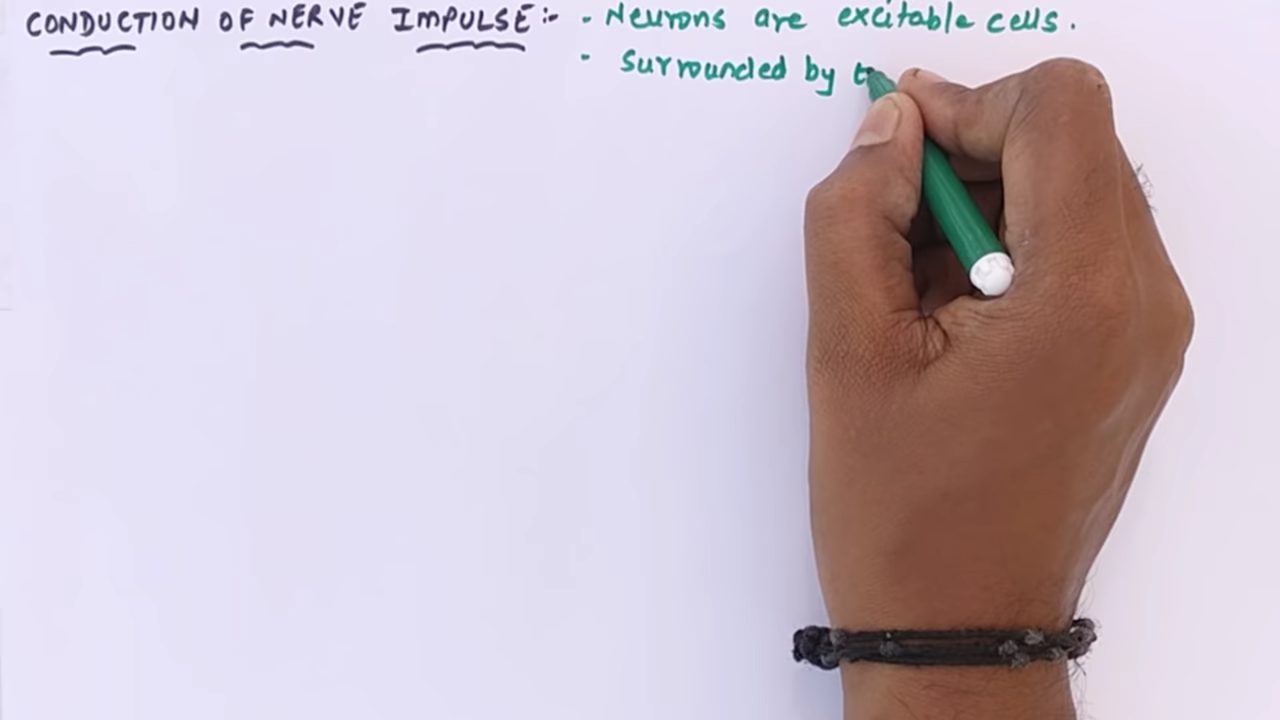 CONDUCTION OF NERVE IMPULSE:- - Neurons are excitable cells.
- Surrounded by